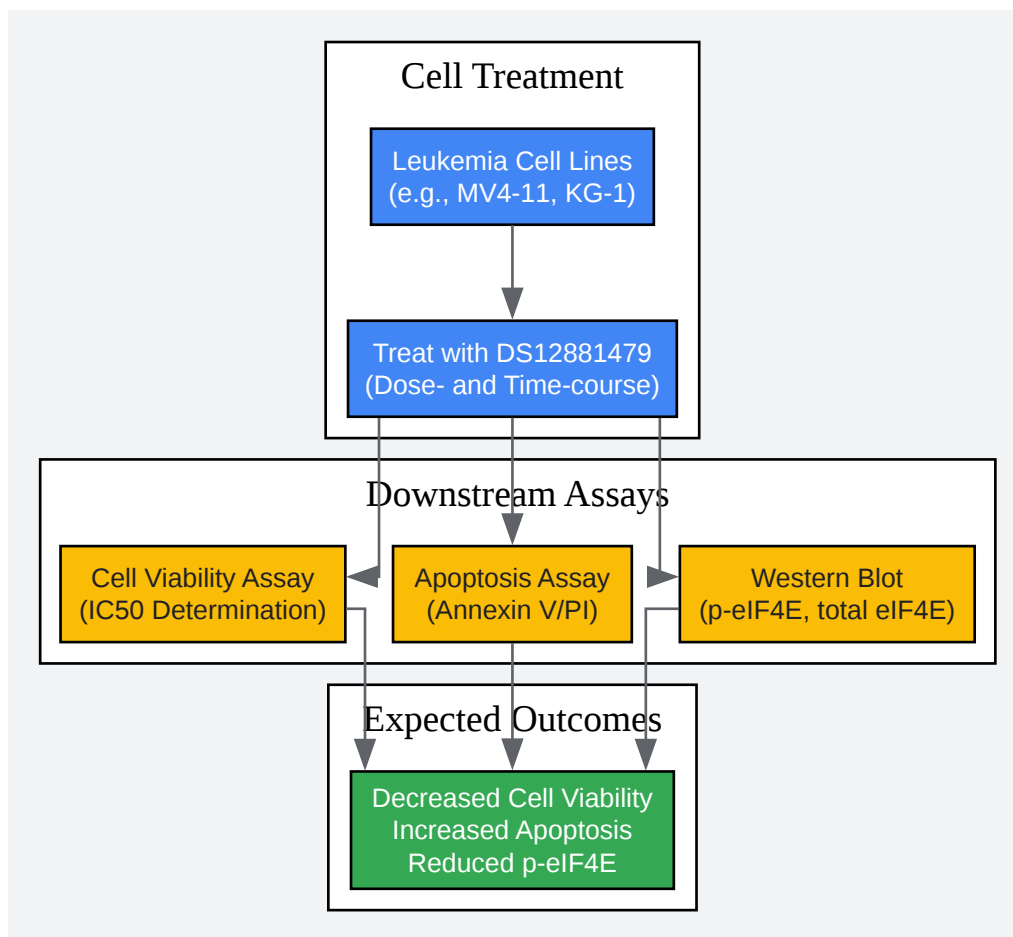 Cell Treatment
Leukemia Cell Lines
(e.g., MV4-11, KG-1)
Treat with DS12881479
(Dose- and Time-course)
Downstream Assays
Cell Viability Assay
(IC50 Determination)
Apoptosis Assay
(Annexin V/PI)
Western Blot
(p-eIF4E, total eIF4E)
Expected Outcomes
Decreased Cell Viability
Increased Apoptosis
Reduced p-eIF4E